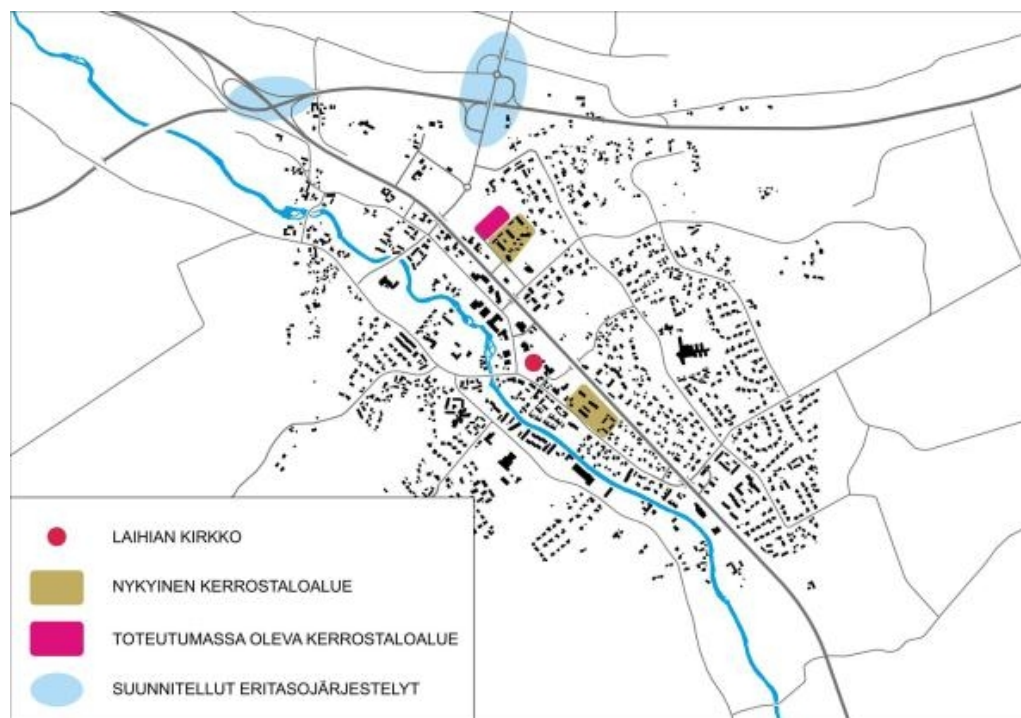 LAIHIAN KIRKKO
NYKYINEN KERROSTALOALUE
TOTEUTUMASSA OLEVA KERROSTALOALUE
SUUNNITELLUT ERITASOJÄRJESTELYT